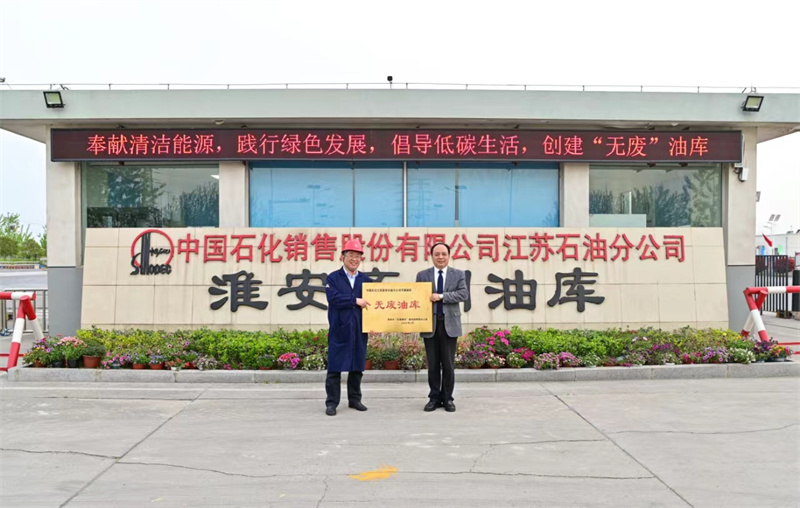 奉献清洁能源，践行绿色发展，倡导低碳生活，创建“无废”油库
SINOPEC
中国石化销售股份有限公司江苏石油分公司
淮安 油库
无废油库